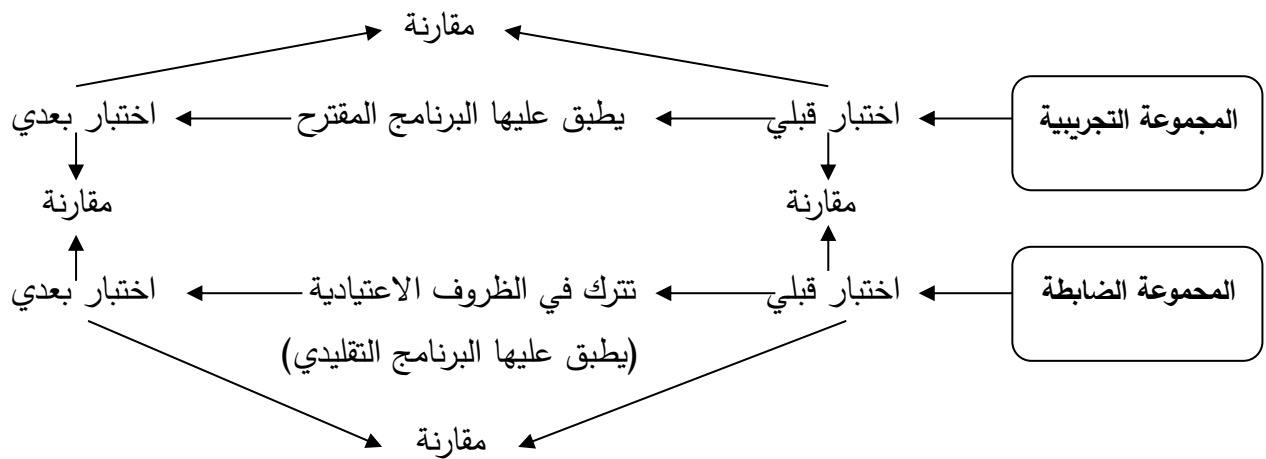 مقارنة
المجموعة التجريبية اختبار قبلي يطبق عليها البرنامج المقترح اختبار بعدي
مقارنة مقارنة
المحموعة الضابطة اختبار قبلي تترك في الظروف الاعتيادية اختبار بعدي
(يطبق عليها البرنامج التقليدي)
مقارنة